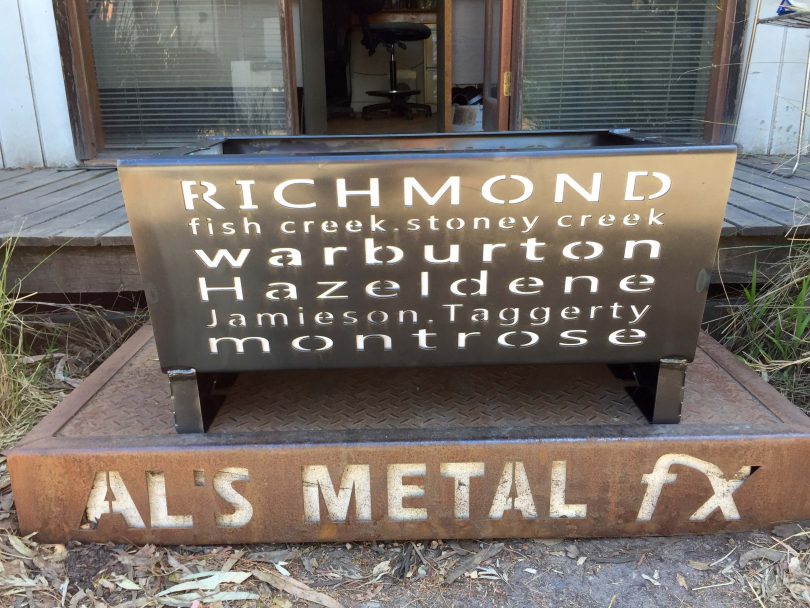 RICHMOND
fish creek.stoney creek
warburton
Hazeldene
Jamieson.Taggerty
montrose
AL'S METAL fX